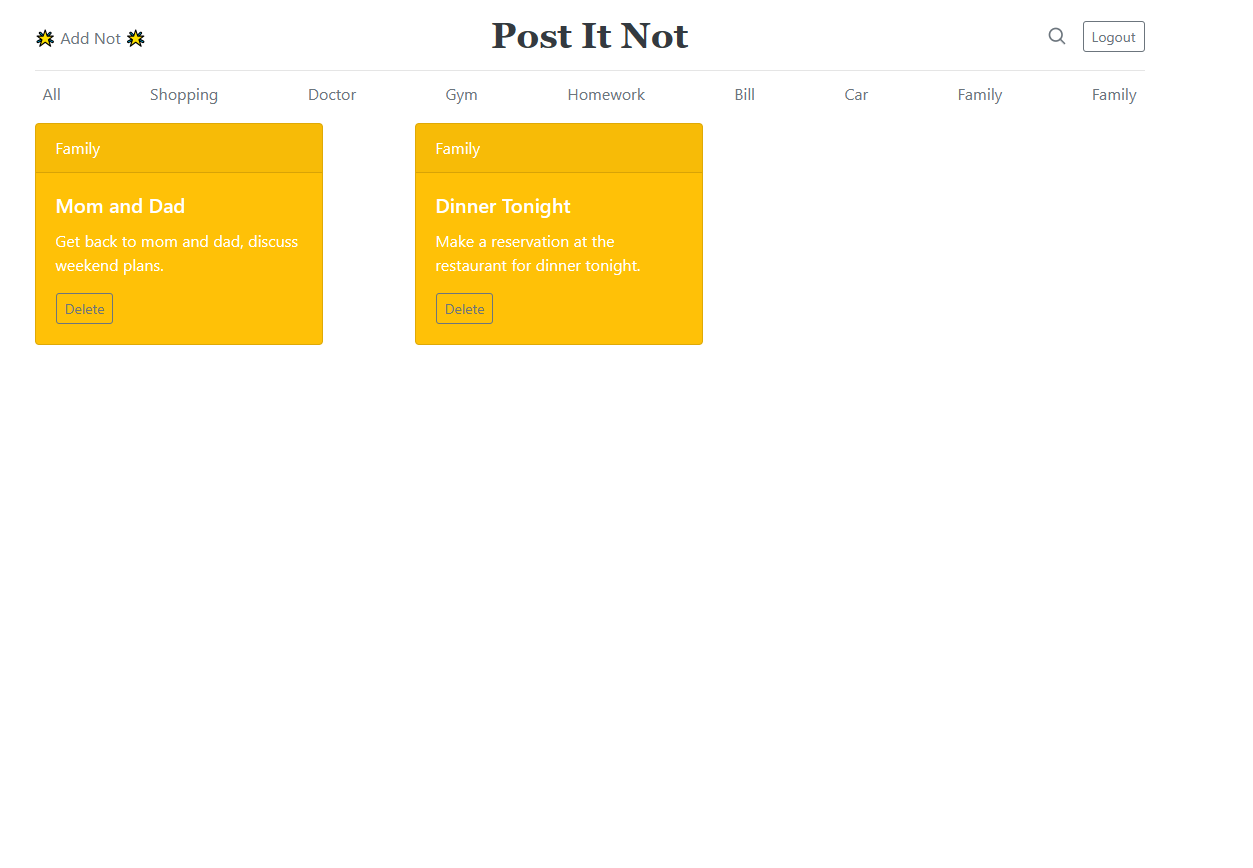 🌟 Add Not 🌟
Post It Not
Logout
All Shopping Doctor Gym Homework Bill Car Family Family
Family
Mom and Dad
Get back to mom and dad, discuss
weekend plans.
Delete
Family
Dinner Tonight
Make a reservation at the
restaurant for dinner tonight.
Delete